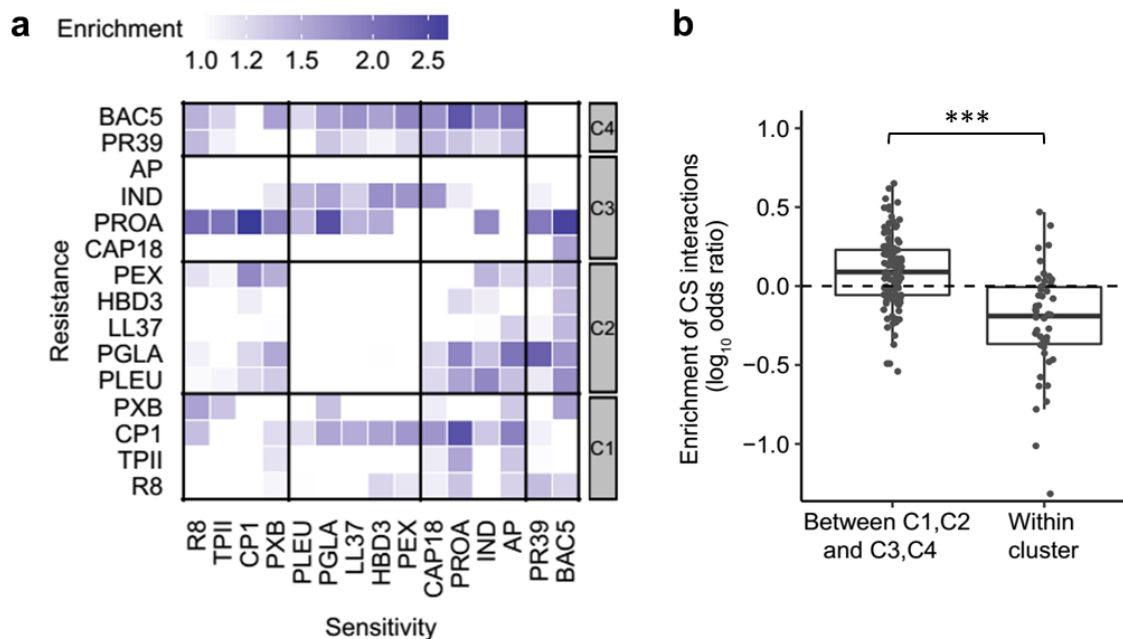 a
Enrichment
1.0 1.2 1.5 2.0 2.5
Resistance
BAC5
PR39
AP
IND
PROA
CAP18
PEX
HBD3
LL37
PGLA
PLEU
PXB
CP1
TPII
R8
C4
C3
C2
C1
R8 TPII CP1 PXB PLEU PGLA LL37 HBD3 PEX CAP18 PROA IND AP PR39 BAC5
Sensitivity
b
Enrichment of CS interactions
(log10 odds ratio)
1.0
0.5
0.0
−0.5
−1.0
***
Between C1,C2
and C3,C4
Within
cluster